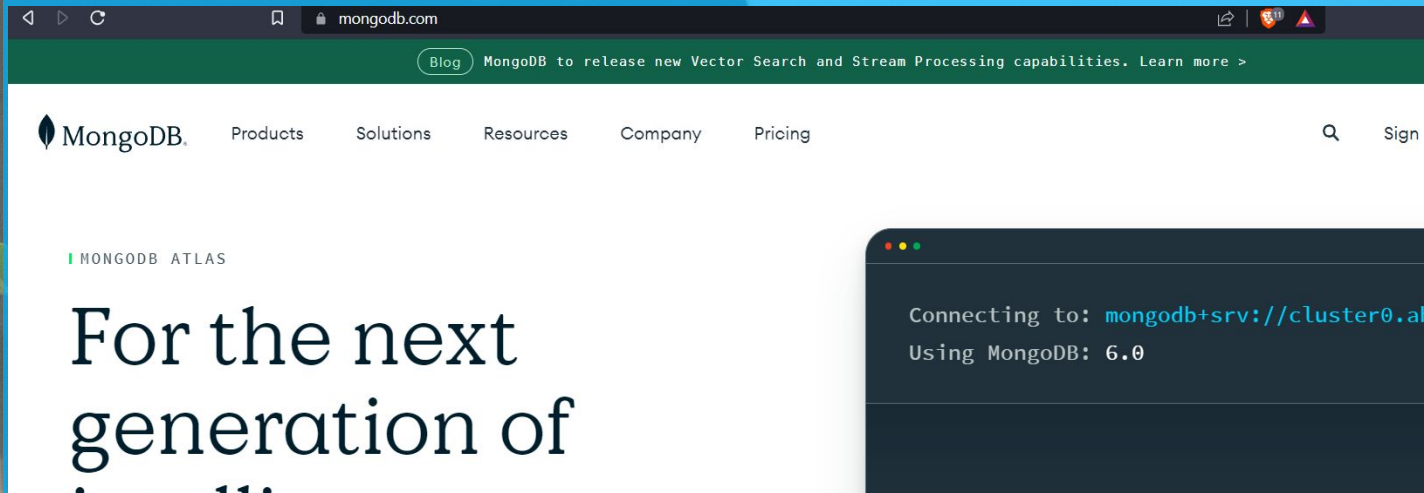 mongodb.com
11
Blog MongoDB to release new Vector Search and Stream Processing capabilities. Learn more >
MongoDB. Products Solutions Resources Company Pricing Sign
MONGODB ATLAS
For the next
generation of
Connecting to: mongodb+srv://cluster0.ab
Using MongoDB: 6.0